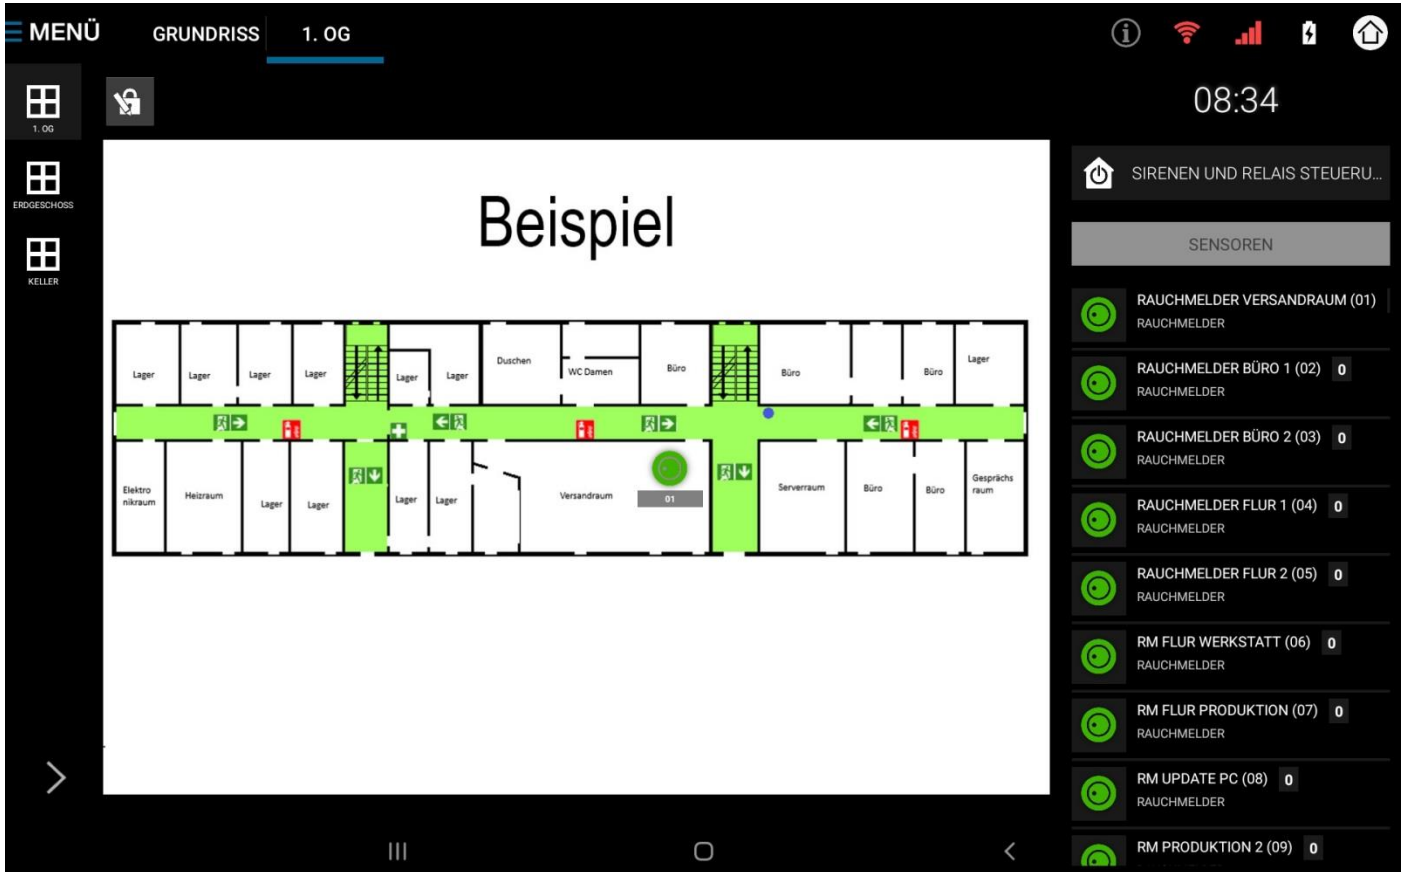 MENÜ
GRUNDRISS
1. OG
08:34
1. OG
ERDGESCHOSS
KELLER
Beispiel
Lager
Lager
Lager
Lager
Lager
Lager
Duschen
WC Damen
Büro
Büro
Büro
Lager
Elektro
nikraum
Heizraum
Lager
Lager
Lager
Lager
Versandraum
01
Serverraum
Büro
Büro
Gesprächs
raum
SIRENEN UND RELAIS STEUERU...
SENSOREN
RAUCHMELDER VERSANDRAUM (01)
RAUCHMELDER
RAUCHMELDER BÜRO 1 (02) 0
RAUCHMELDER
RAUCHMELDER BÜRO 2 (03) 0
RAUCHMELDER
RAUCHMELDER FLUR 1 (04) 0
RAUCHMELDER
RAUCHMELDER FLUR 2 (05) 0
RAUCHMELDER
RM FLUR WERKSTATT (06) 0
RAUCHMELDER
RM FLUR PRODUKTION (07) 0
RAUCHMELDER
RM UPDATE PC (08) 0
RAUCHMELDER
RM PRODUKTION 2 (09) 0